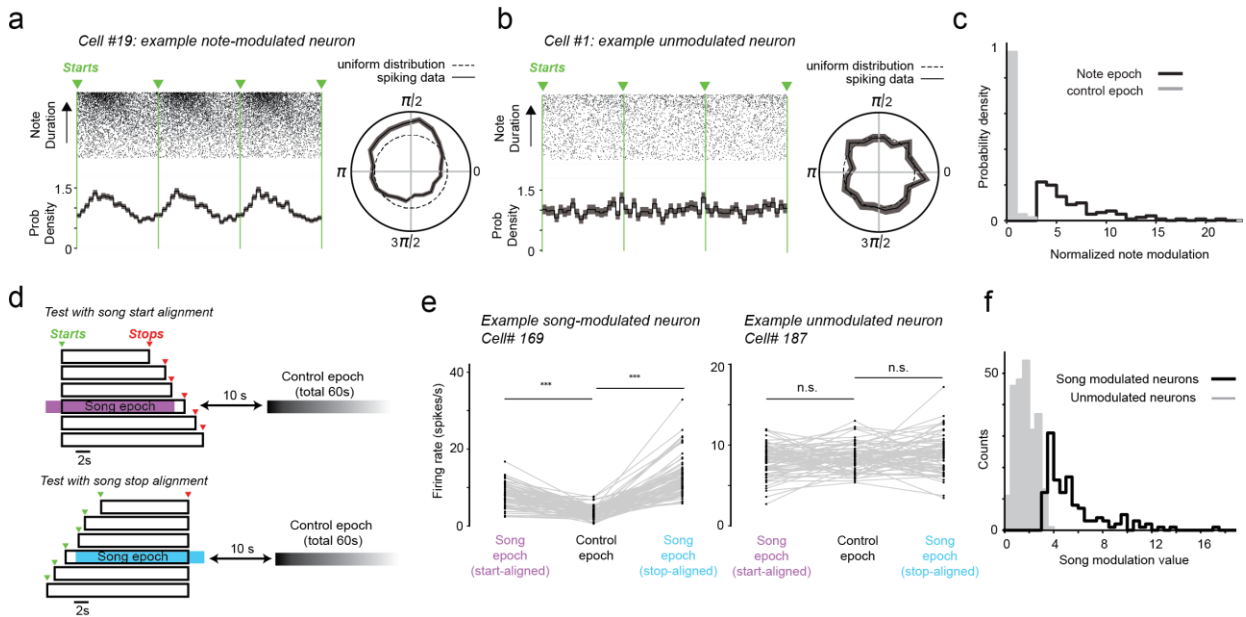 a
Cell #19: example note-modulated neuron
Starts
uniform distribution
spiking data
Note
Duration
π/2
π
0
3π/2
1.5
0
Prob
Density
b
Cell #1: example unmodulated neuron
Starts
uniform distribution
spiking data
Note
Duration
π/2
π
0
3π/2
1.5
0
Prob
Density
c
1
0
Probability density
Note epoch
control epoch
0 5 10 15 20
Normalized note modulation
d
Test with song start alignment
Starts
Stops
Song epoch
10 s
Control epoch
(total 60s)
2s
Test with song stop alignment
Song epoch
10 s
Control epoch
(total 60s)
2s
e
Example song-modulated neuron
Cell# 169
Firing rate (spikes/s)
40
20
0
***
***
Song
epoch
(start-aligned)
Control
epoch
Song
epoch
(stop-aligned)
Example unmodulated neuron
Cell# 187
20
10
0
n.s.
n.s.
Song
epoch
(start-aligned)
Control
epoch
Song
epoch
(stop-aligned)
f
50
0
Counts
Song modulated neurons
Unmodulated neurons
0 4 8 12 16
Song modulation value